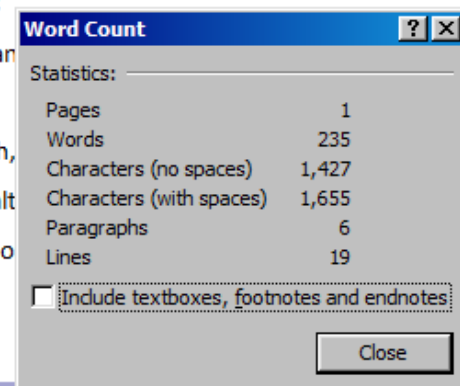 Word Count
Statistics:
Pages 1
Words 235
Characters (no spaces) 1,427
Characters (with spaces) 1,655
Paragraphs 6
Lines 19
Include textboxes, footnotes and endnotes
Close